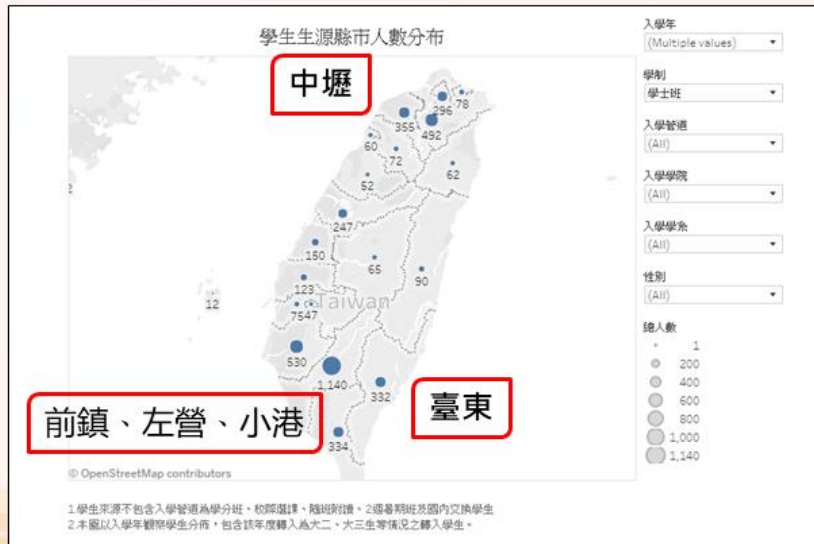 學生生源縣市人數分布
中壢
296
78
355
492
60
72
52
62
247
150
65
90
123
12
Taiwan
7547
530
1,140
332
臺東
前鎮、左營、小港
334
© OpenStreetMap contributors
入學年
(Multiple values)
學制
學士班
入學管道
(All)
入學學院
(All)
入學學系
(All)
性別
(All)
總人數
1
200
400
600
800
1,000
1,140
1.學生來源不包含入學管道為學分班、校際選課、隨班附讀、2週暑期班及國內交換學生
2.本圖以入學年觀察學生分佈，包含該年度轉入為大二、大三生等情況之轉入學生。